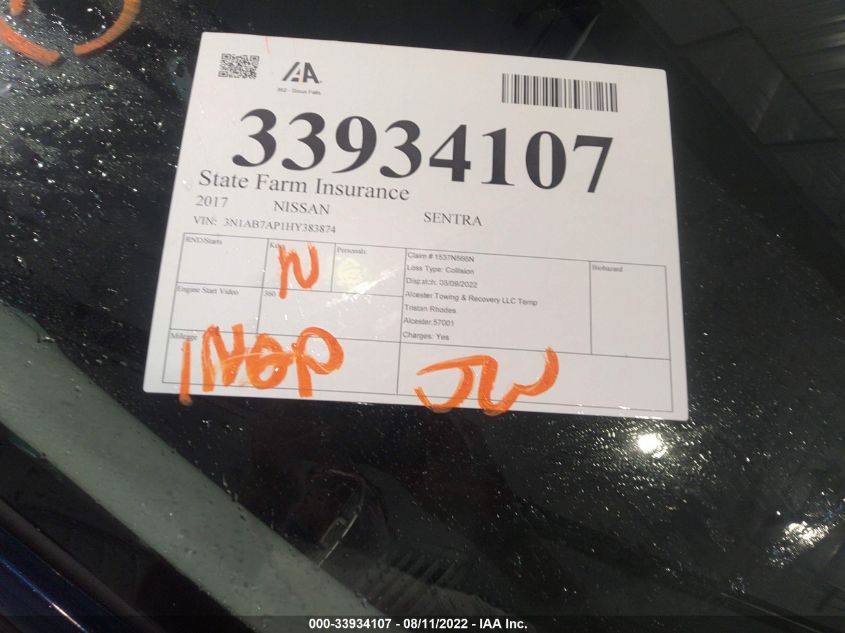 IAA
562 - Sioux Falls
33934107
State Farm Insurance
2017 NISSAN SENTRA
VIN: 3N1AB7AP1HY383874
RND/Starts
N
Personals
Claim # 1537N566N
Loss Type: Collision
Dispatch: 08/09/2022
Alcester Towing & Recovery LLC Temp
Tristan Rhodes
Alcester,57001
Charges: Yes
Biohazard
Engine Start Video
360
Mileage
INOP
JW
000-33934107 - 08/11/2022 - IAA Inc.